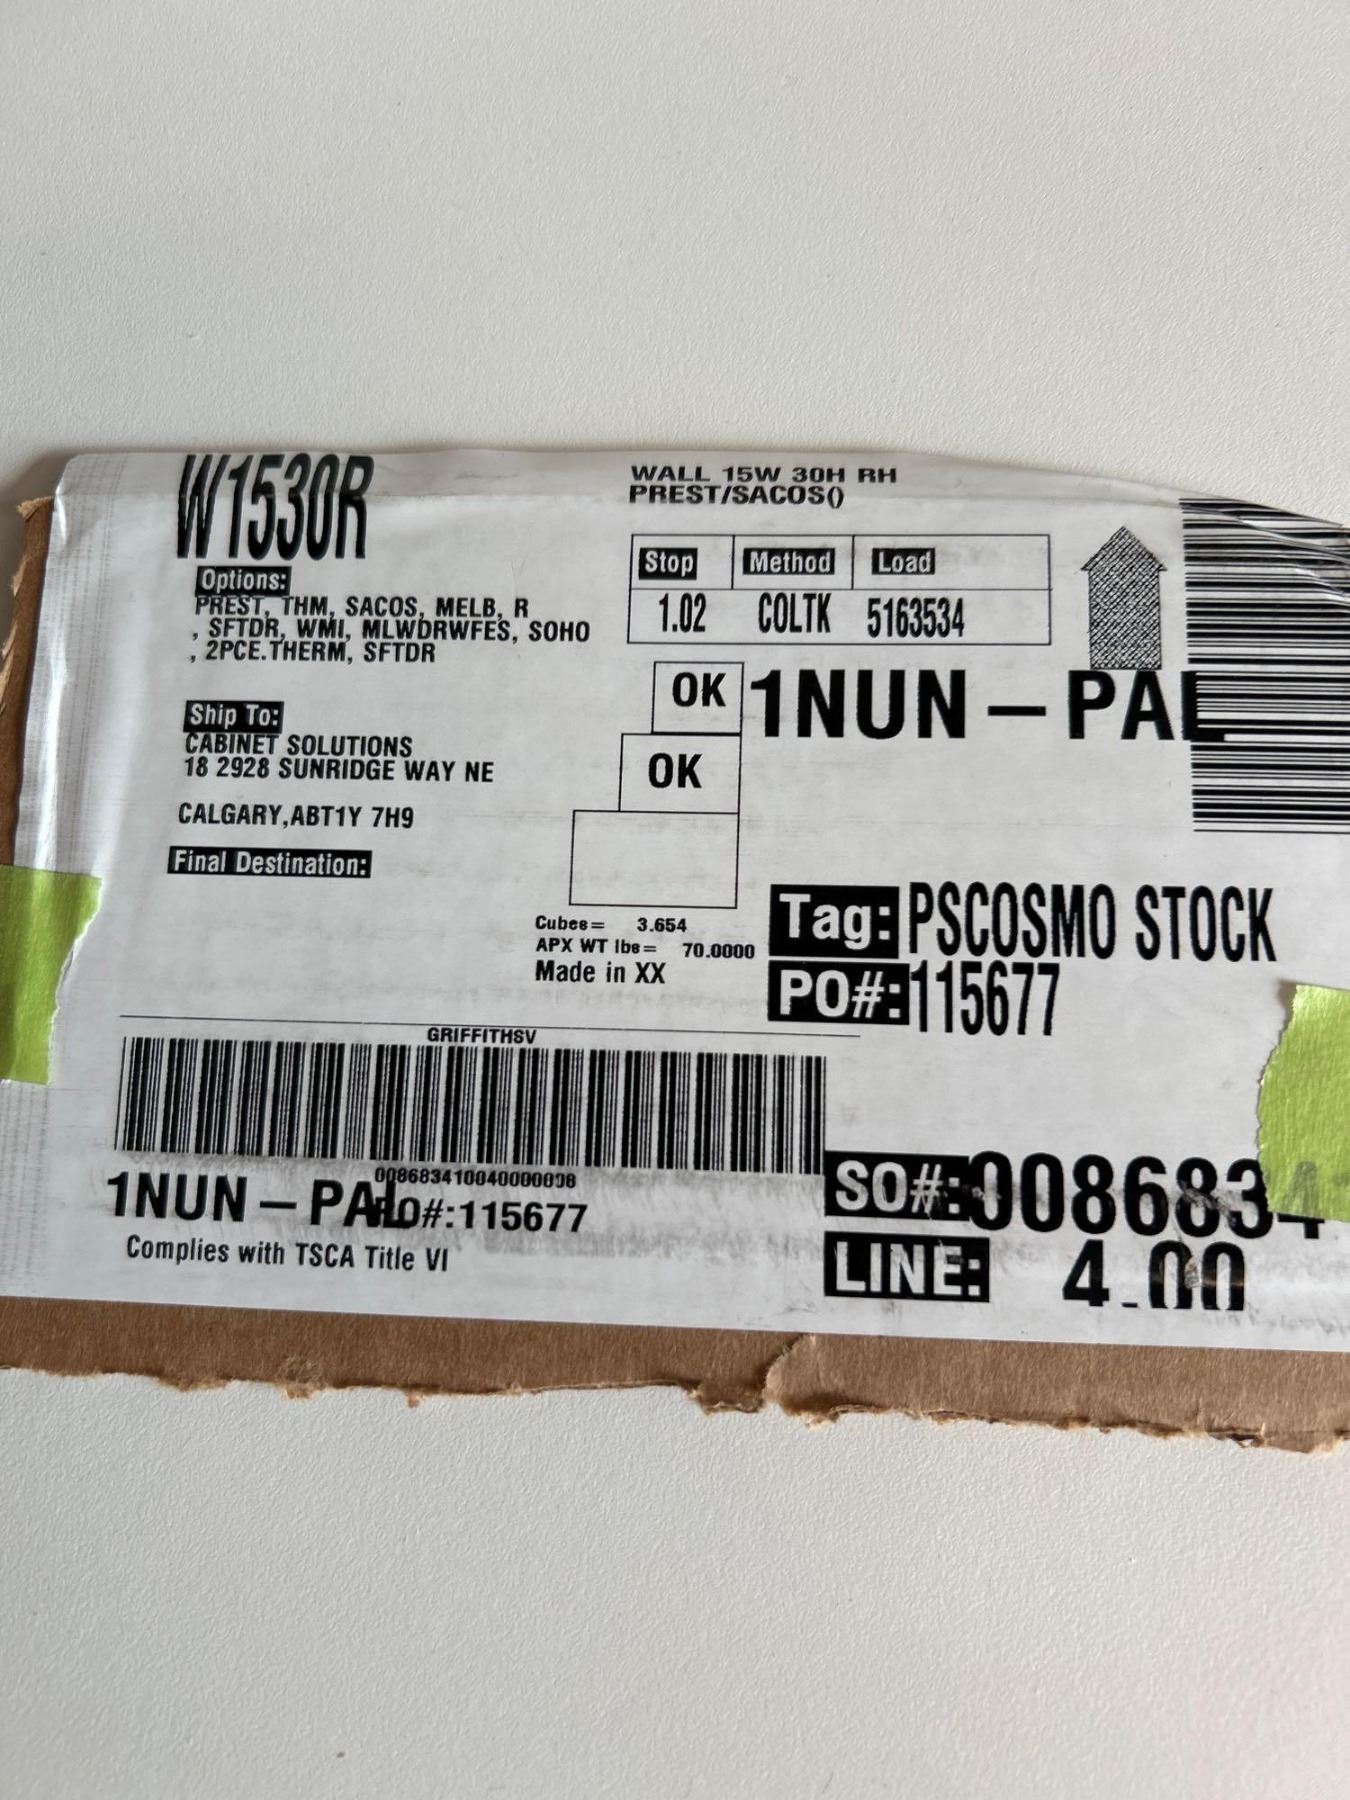 W1530R
WALL 15W 30H RH
PREST/SACOS()
Options:
PREST, THM, SACOS, MELB, R
, SFTDR, WMI, MLWDRWFES, SOHO
, 2PCE.THERM, SFTDR
Stop Method Load
1.02 COLTK 5163534
OK
1NUN – PAL
OK
Ship To:
CABINET SOLUTIONS
18 2928 SUNRIDGE WAY NE
CALGARY,ABT1Y 7H9
Final Destination:
Cubes= 3.654
APX WT lbs= 70.0000
Made in XX
Tag: PSCOSMO STOCK
PO#:115677
GRIFFITHSV
008683410040000008
1NUN – PAL
PO#:115677
Complies with TSCA Title VI
SO#:
LINE: 4.00